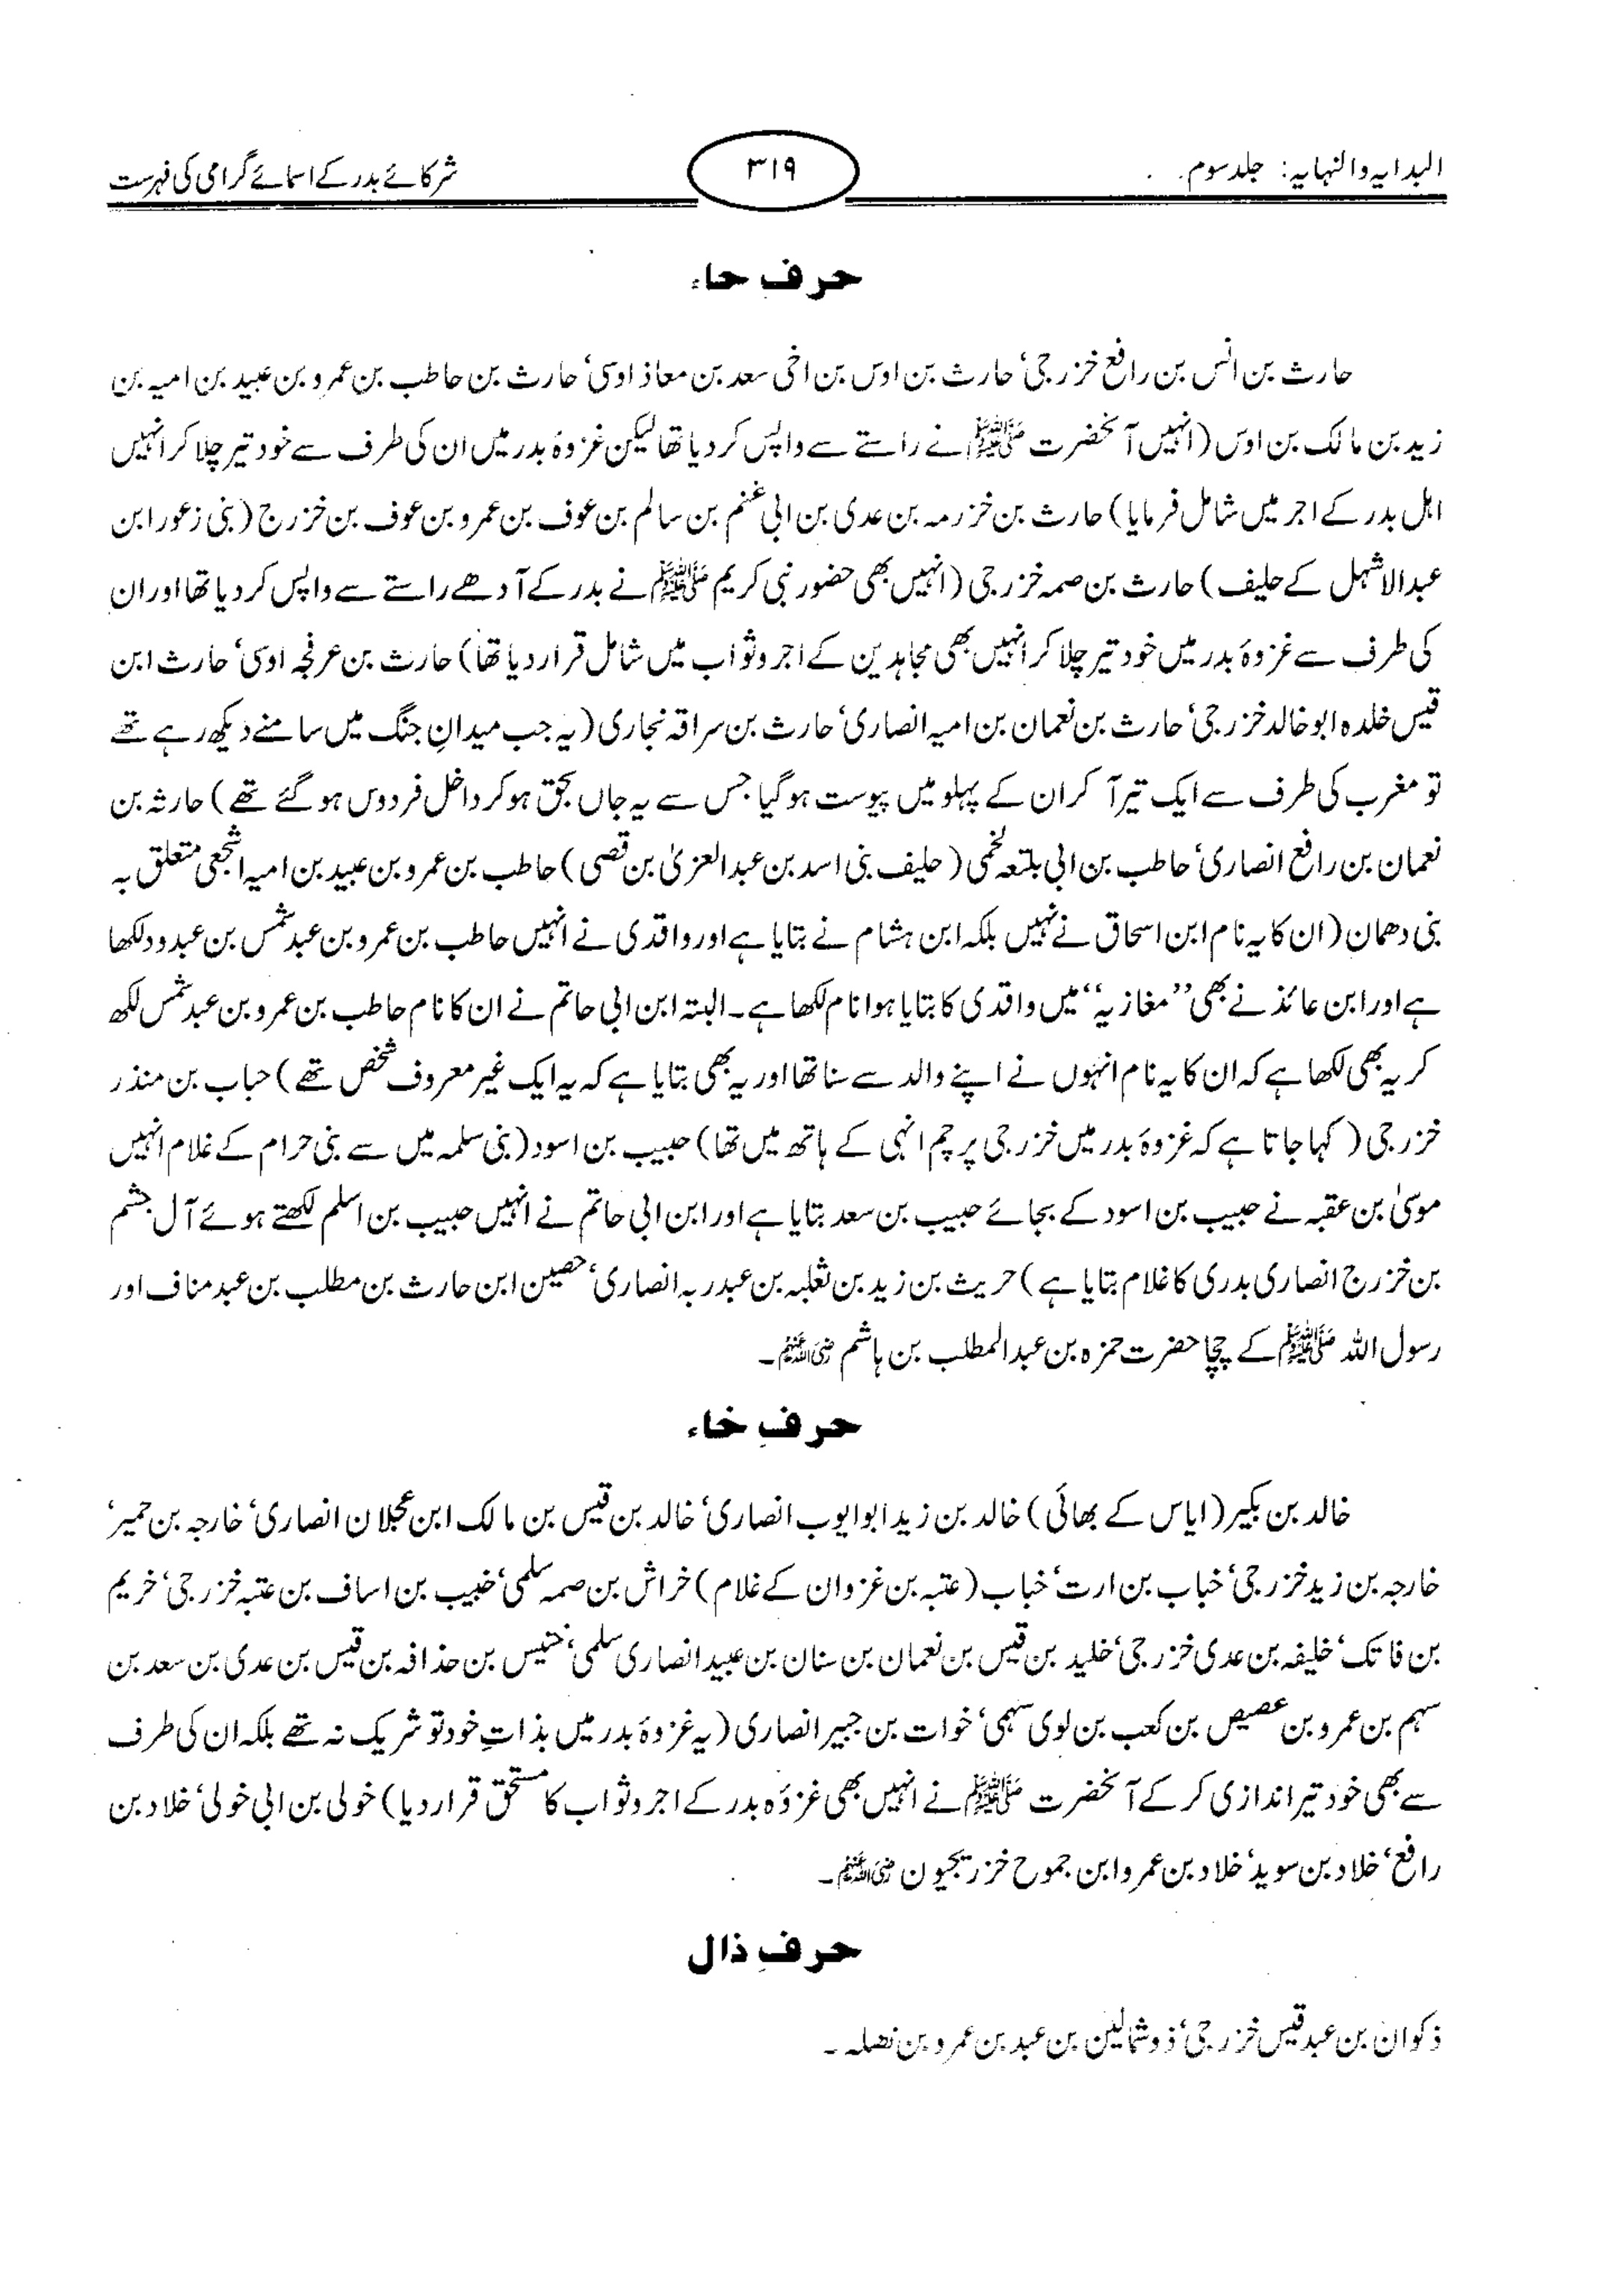 البدایہ والنہایہ: جلد سوم
۳۱۹
شرکائے بدر کے اسمائے گرامی کی فہرست
حرفِ حاء
حارث بن انس بن رافع خزرجی‘ حارث بن اوس بن اخی سعد بن معاذ اوسی‘ حارث بن حاطب بن عمرو بن عبید بن امیہ بن
زید بن مالک بن اوس (انہیں آنحضرت ﷺ نے راستے سے واپس کر دیا تھا لیکن غزوۂ بدر میں ان کی طرف سے خود تیر چلا کر انہیں
اہل بدر کے اجر میں شامل فرمایا) حارث بن خزرمہ بن عدی بن ابی غنم بن سالم بن عوف بن عمرو بن عوف بن خزرج (بنی زعورا بن
عبدالاشہل کے حلیف) حارث بن صمہ خزرجی (انہیں بھی حضور نبی کریم ﷺ نے بدر کے آدھے راستے سے واپس کر دیا تھا اور ان
کی طرف سے غزوۂ بدر میں خود تیر چلا کر انہیں بھی مجاہدین کے اجر و ثواب میں شامل قرار دیا تھا) حارث بن عرفجہ اوسی‘ حارث ابن
قیس خلدہ ابو خالد خزرجی‘ حارث بن نعمان بن امیہ انصاری‘ حارث بن سراقہ نجاری (یہ جب میدانِ جنگ میں سامنے دیکھ رہے تھے
تو مغرب کی طرف سے ایک تیر آ کر ان کے پہلو میں پیوست ہو گیا جس سے یہ جاں بحق ہو کر داخل فردوس ہو گئے تھے) حارثہ بن
نعمان بن رافع انصاری‘ حاطب بن ابی بلتعہ لخمی (حلیف بنی اسد بن عبدالعزیٰ بن قصی) حاطب بن عمرو بن عبید بن امیہ اشجعی متعلق بہ
بنی دھمان (ان کا یہ نام ابن اسحاق نے نہیں بلکہ ابن ہشام نے بتایا ہے اور واقدی نے انہیں حاطب بن عمرو بن عبد شمس بن عبدود لکھا
ہے اور ابن عائذ نے بھی ’’مغازیہ‘‘ میں واقدی کا بتایا ہوا نام لکھا ہے۔ البتہ ابن ابی حاتم نے ان کا نام حاطب بن عمرو بن عبد شمس لکھ
کر یہ بھی لکھا ہے کہ ان کا یہ نام انہوں نے اپنے والد سے سنا تھا اور یہ بھی بتایا ہے کہ یہ ایک غیر معروف شخص تھے) حباب بن منذر
خزرجی (کہا جاتا ہے کہ غزوۂ بدر میں خزرجی پرچم انہی کے ہاتھ میں تھا) حبیب بن اسود (بنی سلمہ میں سے بنی حرام کے غلام انہیں
موسیٰ بن عقبہ نے حبیب بن اسود کے بجائے حبیب بن سعد بتایا ہے اور ابن ابی حاتم نے انہیں حبیب بن اسلم لکھتے ہوئے آل جشم
بن خزرج انصاری بدری کا غلام بتایا ہے) حریث بن زید بن ثعلبہ بن عبد ربہ انصاری‘ حصین ابن حارث بن مطلب بن عبد مناف اور
رسول اللہ ﷺ کے چچا حضرت حمزہ بن عبدالمطلب بن ہاشم رضی اللہ عنہم۔
حرفِ خاء
خالد بن بکیر (ایاس کے بھائی) خالد بن زید ابو ایوب انصاری‘ خالد بن قیس بن مالک ابن عجلان انصاری‘ خارجہ بن حمیر‘
خارجہ بن زید خزرجی‘ خباب بن ارت‘ خباب (عتبہ بن غزوان کے غلام) خراش بن صمہ سلمی‘ خبیب بن اساف بن عتبہ خزرجی‘ خریم
بن فاتک‘ خلیفہ بن عدی خزرجی‘ خلید بن قیس بن نعمان بن سنان بن عبید انصاری سلمی‘ خنیس بن حذافہ بن قیس بن عدی بن سعد بن
سہم بن عمرو بن عصیص بن کعب بن لوی سہمی‘ خوات بن جبیر انصاری (یہ غزوۂ بدر میں بذاتِ خود تو شریک نہ تھے بلکہ ان کی طرف
سے بھی خود تیر اندازی کر کے آنحضرت ﷺ نے انہیں بھی غزوۂ بدر کے اجر و ثواب کا مستحق قرار دیا) خولی بن ابی خولی‘ خلاد بن
رافع‘ خلاد بن سوید‘ خلاد بن عمرو ابن جموح خزرجیون رضی اللہ عنہم۔
حرفِ ذال
ذکوان بن عبد قیس خزرجی‘ ذو شمالین بن عبد بن عمرو بن نضلہ۔